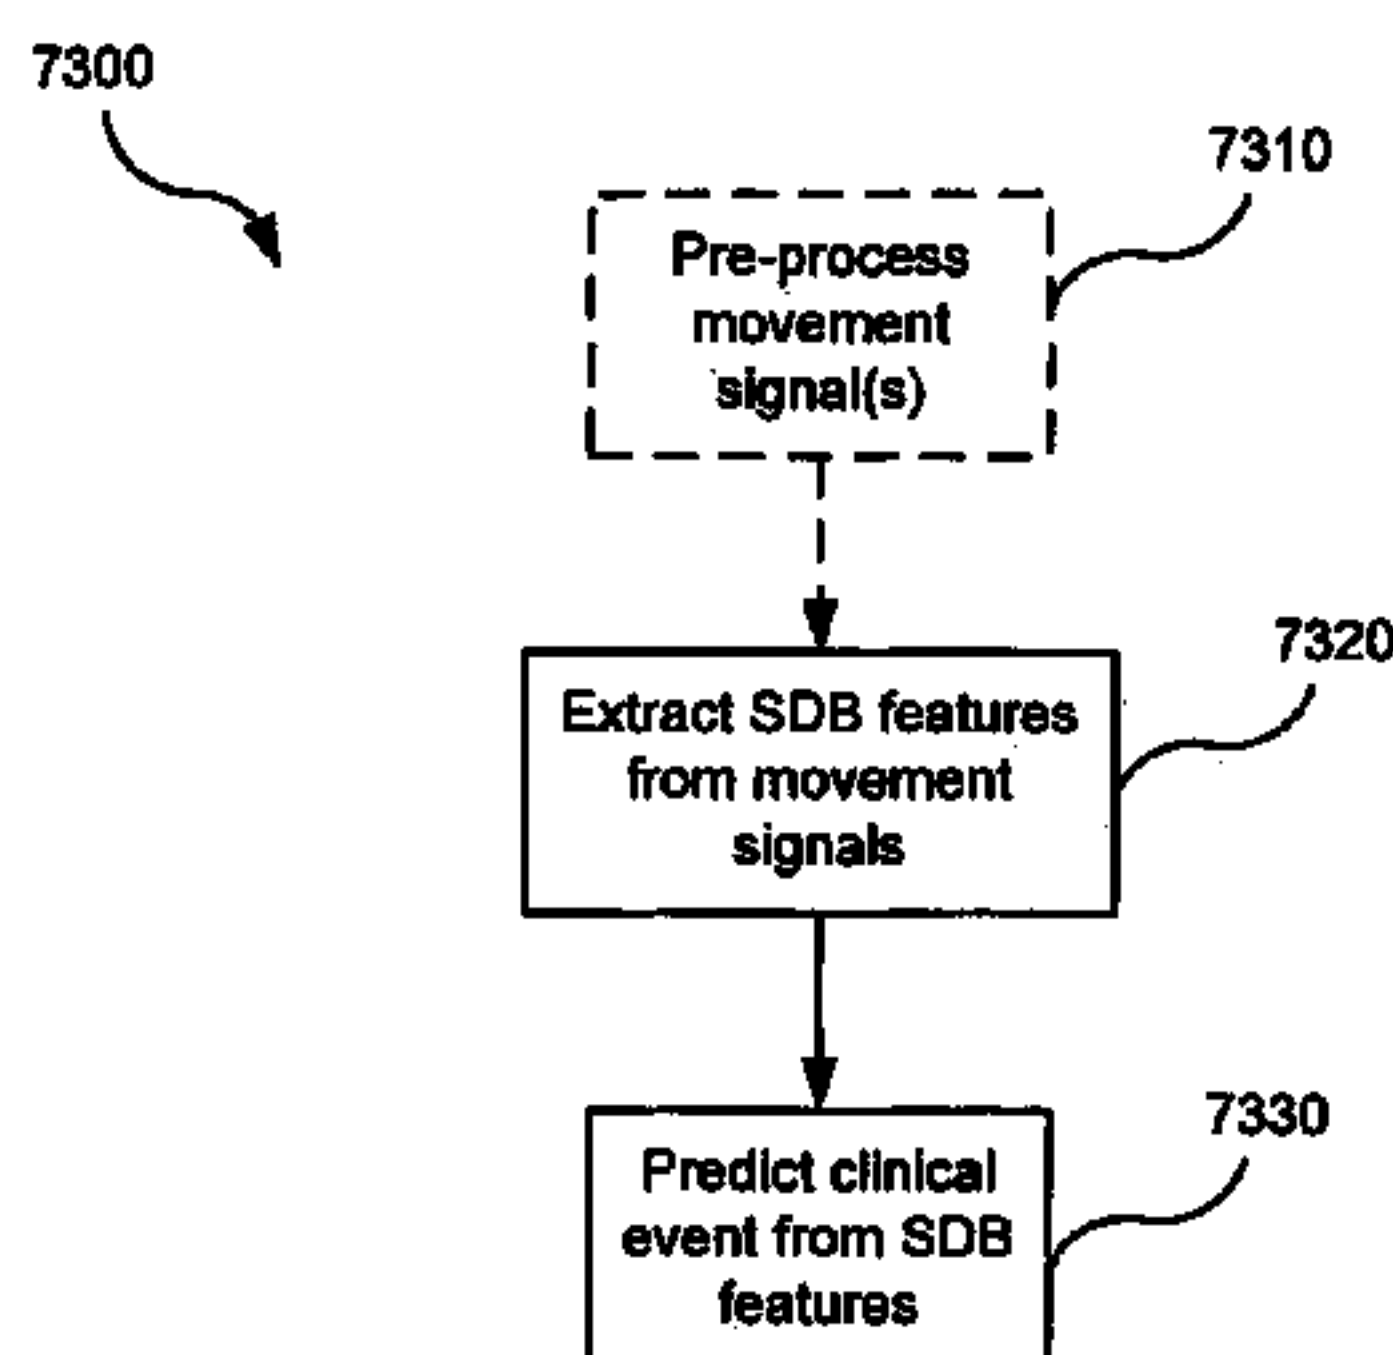 7300
7310
Pre-process
movement
signal(s)
7320
Extract SDB features
from movement
signals
7330
Predict clinical
event from SDB
features